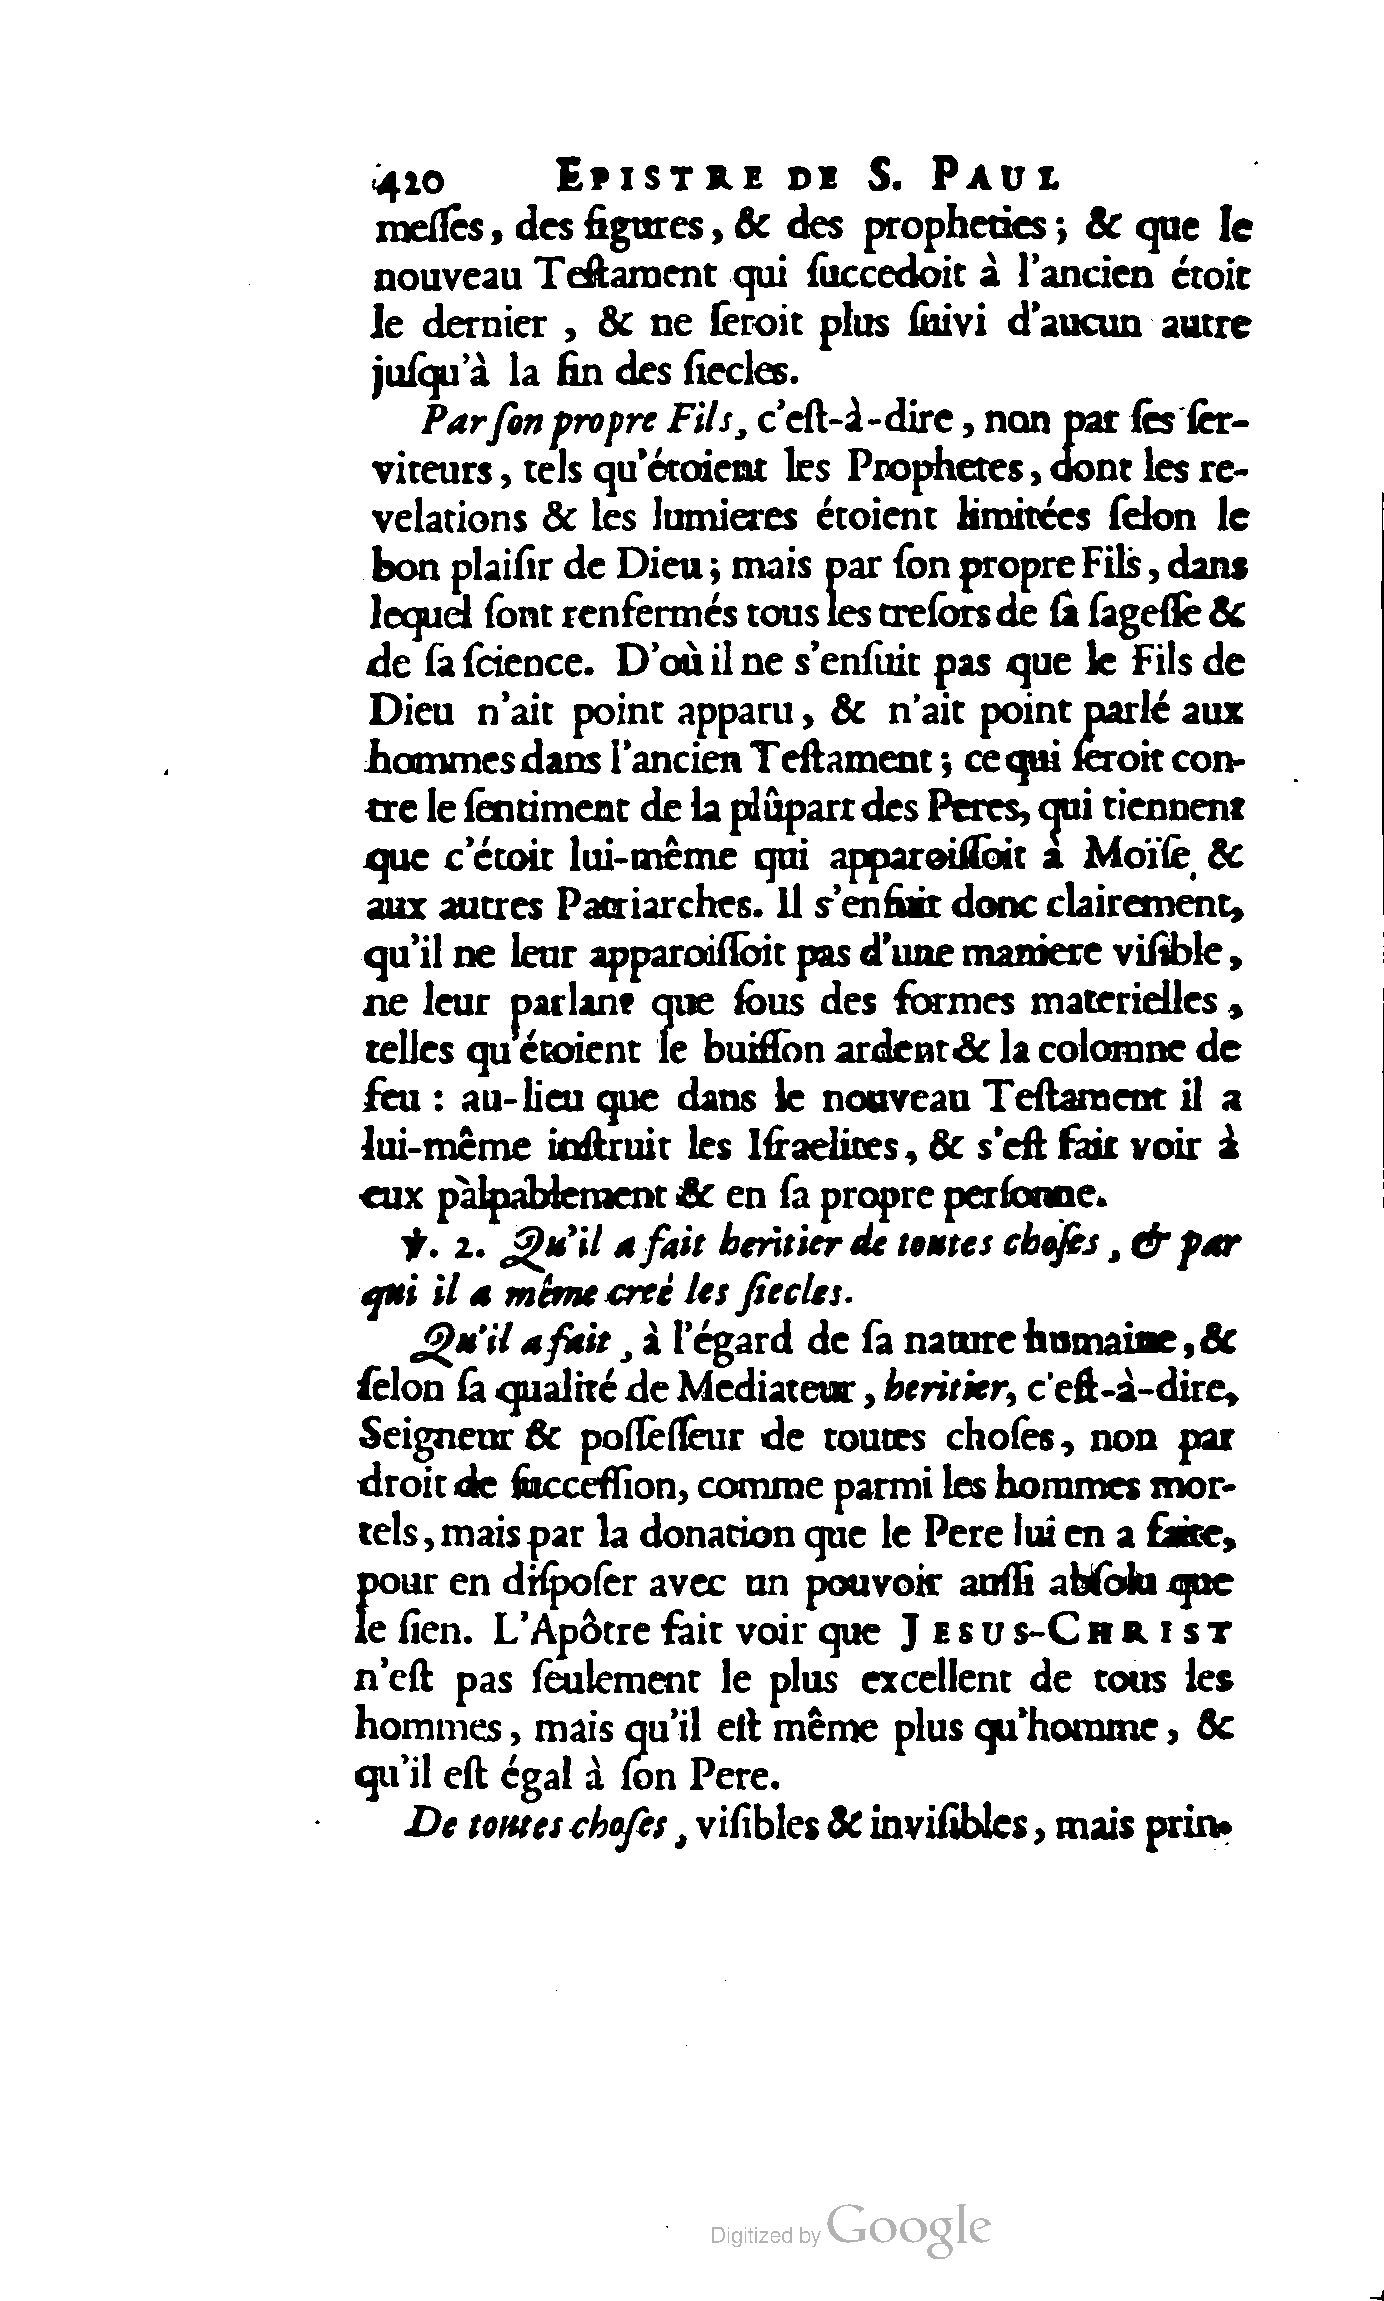 420 EPISTRE DE S. PAUL
meſſes, des figures, & des propheties; & que le
nouveau Teſtament qui ſuccedoit à l'ancien étoit
le dernier, & ne ſeroit plus ſuivi d'aucun autre
juſqu'à la fin des ſiecles.
Par ſon propre Fils, c'eſt-à-dire, non par ſes ſer-
viteurs, tels qu'étoient les Prophetes, dont les re-
velations & les lumieres étoient limitées ſelon le
bon plaiſir de Dieu; mais par ſon propre Fils, dans
lequel ſont renfermés tous les treſors de ſa ſageſſe &
de ſa ſcience. D'où il ne s'enſuit pas que le Fils de
Dieu n'ait point apparu, & n'ait point parlé aux
hommes dans l'ancien Teſtament; ce qui ſeroit con-
tre le ſentiment de la plûpart des Peres, qui tiennent
que c'étoit lui-même qui apparoiſſoit à Moïſe, &
aux autres Patriarches. Il s'enſuit donc clairement,
qu'il ne leur apparoiſſoit pas d'une maniere viſible,
ne leur parlant que ſous des formes materielles,
telles qu'étoient le buiſſon ardent & la colomne de
feu : au-lieu que dans le nouveau Teſtament il a
lui-même inſtruit les Iſraelites, & s'eſt fait voir à
eux palpablement & en ſa propre perſonne.
℣. 2. Qu'il a fait heritier de toutes choſes, & par
qui il a même creé les ſiecles.
Qu'il a fait, à l'égard de ſa nature humaine, &
ſelon ſa qualité de Mediateur, heritier, c'eſt-à-dire,
Seigneur & poſſeſſeur de toutes choſes, non par
droit de ſucceſſion, comme parmi les hommes mor-
tels, mais par la donation que le Pere lui en a faite,
pour en diſpoſer avec un pouvoir auſſi abſolu que
le ſien. L'Apôtre fait voir que JESUS-CHRIST
n'eſt pas ſeulement le plus excellent de tous les
hommes, mais qu'il eſt même plus qu'homme, &
qu'il eſt égal à ſon Pere.
De toutes choſes, viſibles & inviſibles, mais prin-
Digitized by Google